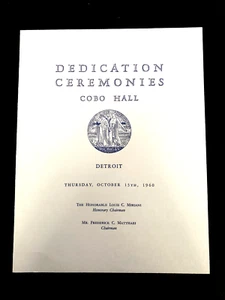 DEDICATION
CEREMONIES
COBO HALL
DETROIT
THURSDAY, OCTOBER 13TH, 1960
THE HONORABLE LOUIS C. MIRIANI
Honorary Chairman
MR. FREDERICK C. MATTHAEI
Chairman